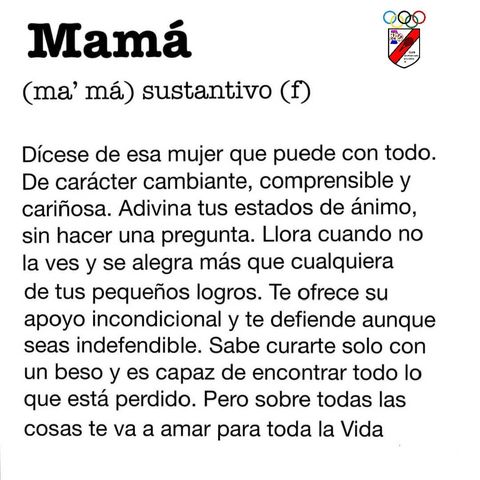 Mamá
(ma’ má) sustantivo (f)
Dícese de esa mujer que puede con todo.
De carácter cambiante, comprensible y
cariñosa. Adivina tus estados de ánimo,
sin hacer una pregunta. Llora cuando no
la ves y se alegra más que cualquiera
de tus pequeños logros. Te ofrece su
apoyo incondicional y te defiende aunque
seas indefendible. Sabe curarte solo con
un beso y es capaz de encontrar todo lo
que está perdido. Pero sobre todas las
cosas te va a amar para toda la Vida